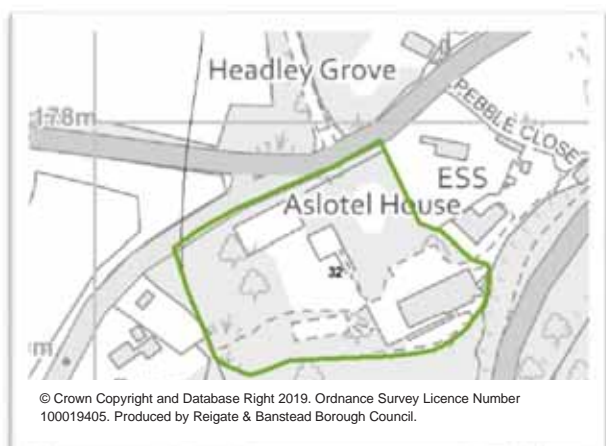 Headley Grove
178m
PEBBLE CLOSE
ESS
Aslotel House
32
m
© Crown Copyright and Database Right 2019. Ordnance Survey Licence Number
100019405. Produced by Reigate & Banstead Borough Council.